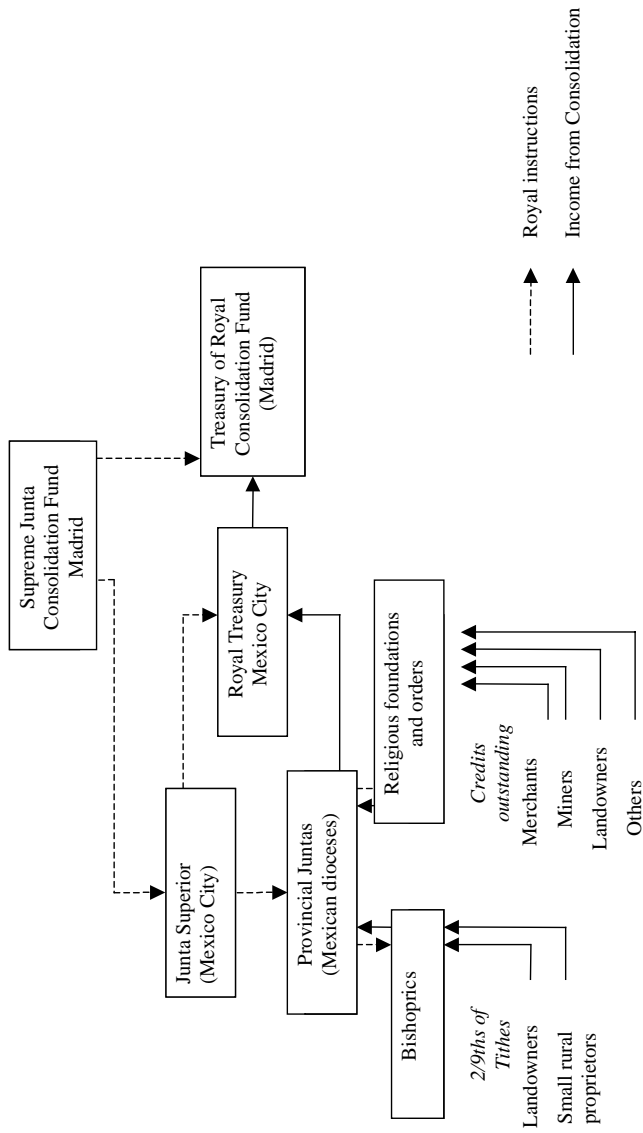 Supreme Junta
Consolidation Fund
Madrid
Junta Superior
(Mexico City)
Royal Treasury
Mexico City
Treasury of Royal
Consolidation Fund
(Madrid)
Provincial Juntas
(Mexican dioceses)
Bishoprics
Religious foundations
and orders
2/9ths of
Tithes
Landowners
Small rural
proprietors
Credits
outstanding
Merchants
Miners
Landowners
Others
Royal instructions
Income from Consolidation